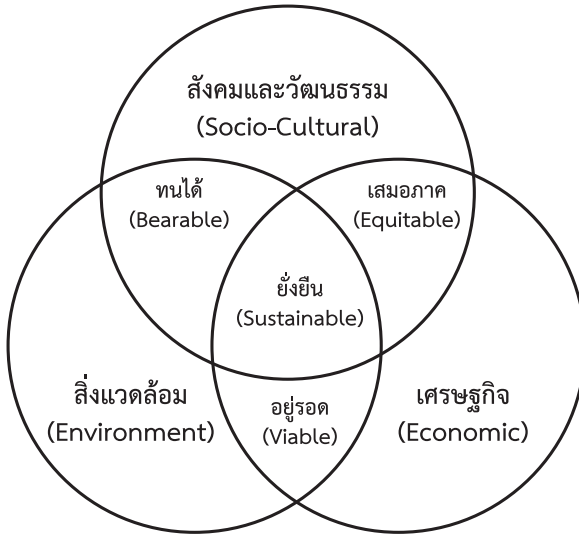 สังคมและวัฒนธรรม
(Socio-Cultural)
ทนได้
(Bearable)
เสมอภาค
(Equitable)
ยั่งยืน
(Sustainable)
สิ่งแวดล้อม
(Environment)
อยู่รอด
(Viable)
เศรษฐกิจ
(Economic)